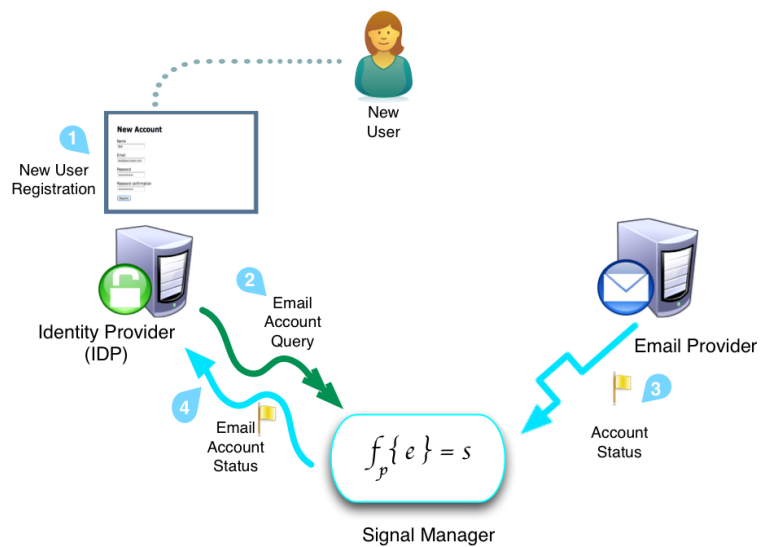 New
User
1
New User
Registration
New Account
Name
Email
Password
Password confirmation
Identity Provider
(IDP)
2
Email
Account
Query
Email Provider
3
Account
Status
4
Email
Account
Status
f_p{e}=s
Signal Manager